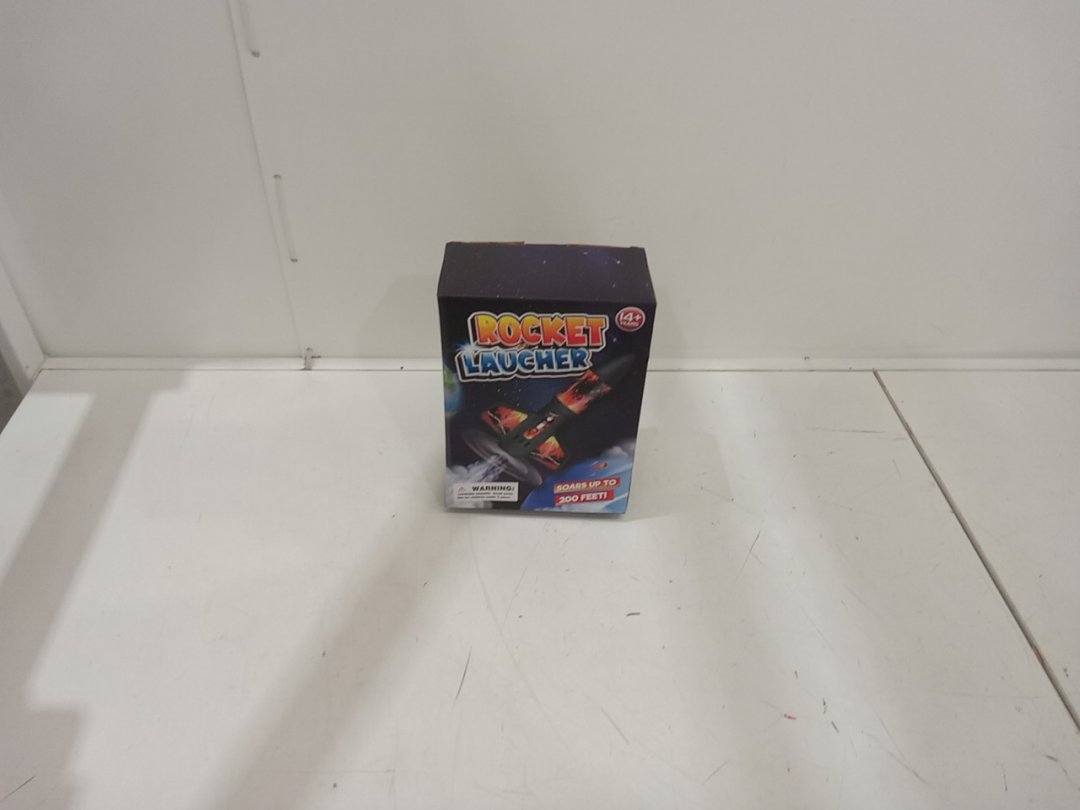 ROCKET
LAUCHER
14+
YEARS
WARNING:
SOARS UP TO
200 FEET!